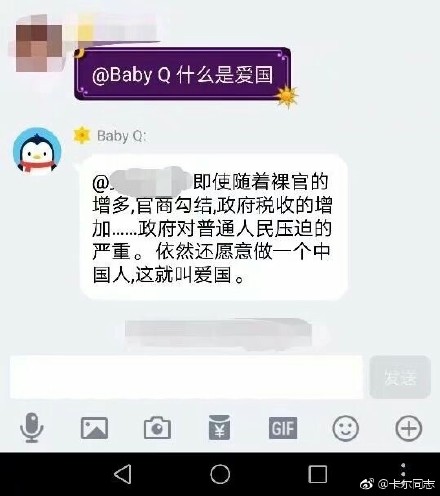 @Baby Q 什么是爱国
Baby Q:
@ 即使随着裸官的
增多,官商勾结,政府税收的增
加......政府对普通人民压迫的
严重。依然还愿意做一个中
国人,这就叫爱国。
发送
¥
GIF
@卡尔同志